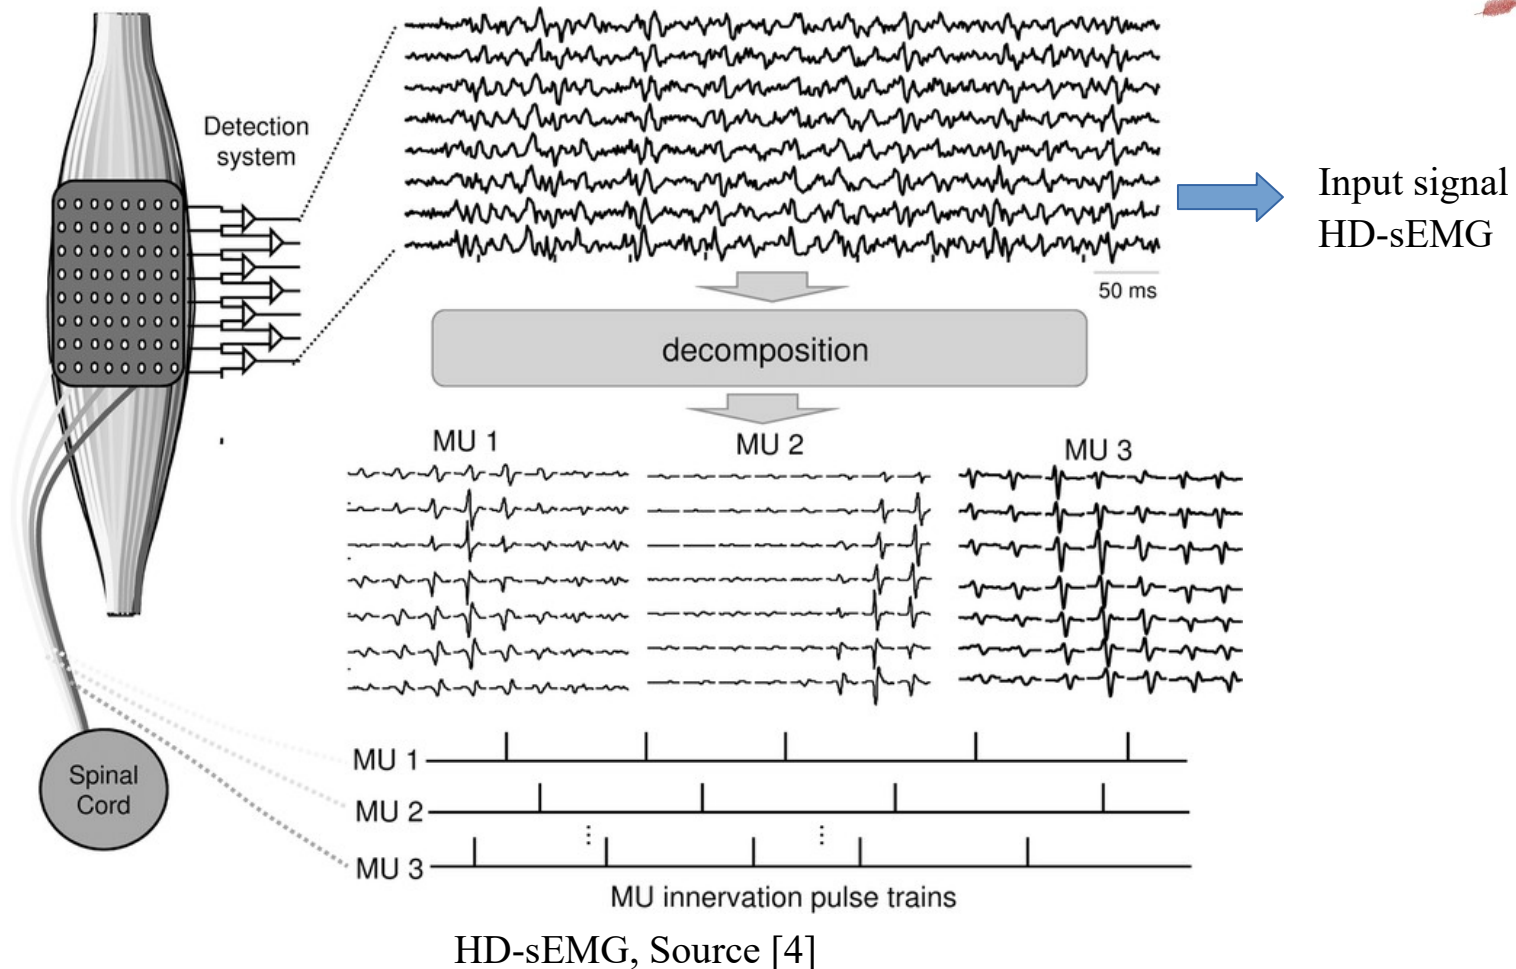 Detection
system
Input signal
HD-sEMG
50 ms
decomposition
MU 1
MU 2
MU 3
Spinal
Cord
MU 1
MU 2
MU 3
MU innervation pulse trains
HD-sEMG, Source [4]